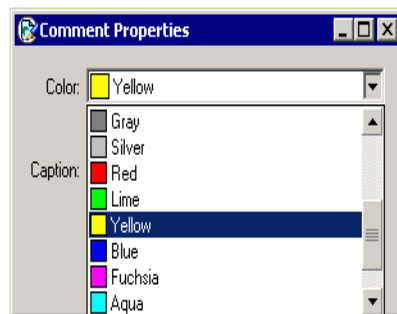 Comment Properties
Color: Yellow
Gray
Silver
Caption: Red
Lime
Yellow
Blue
Fuchsia
Aqua